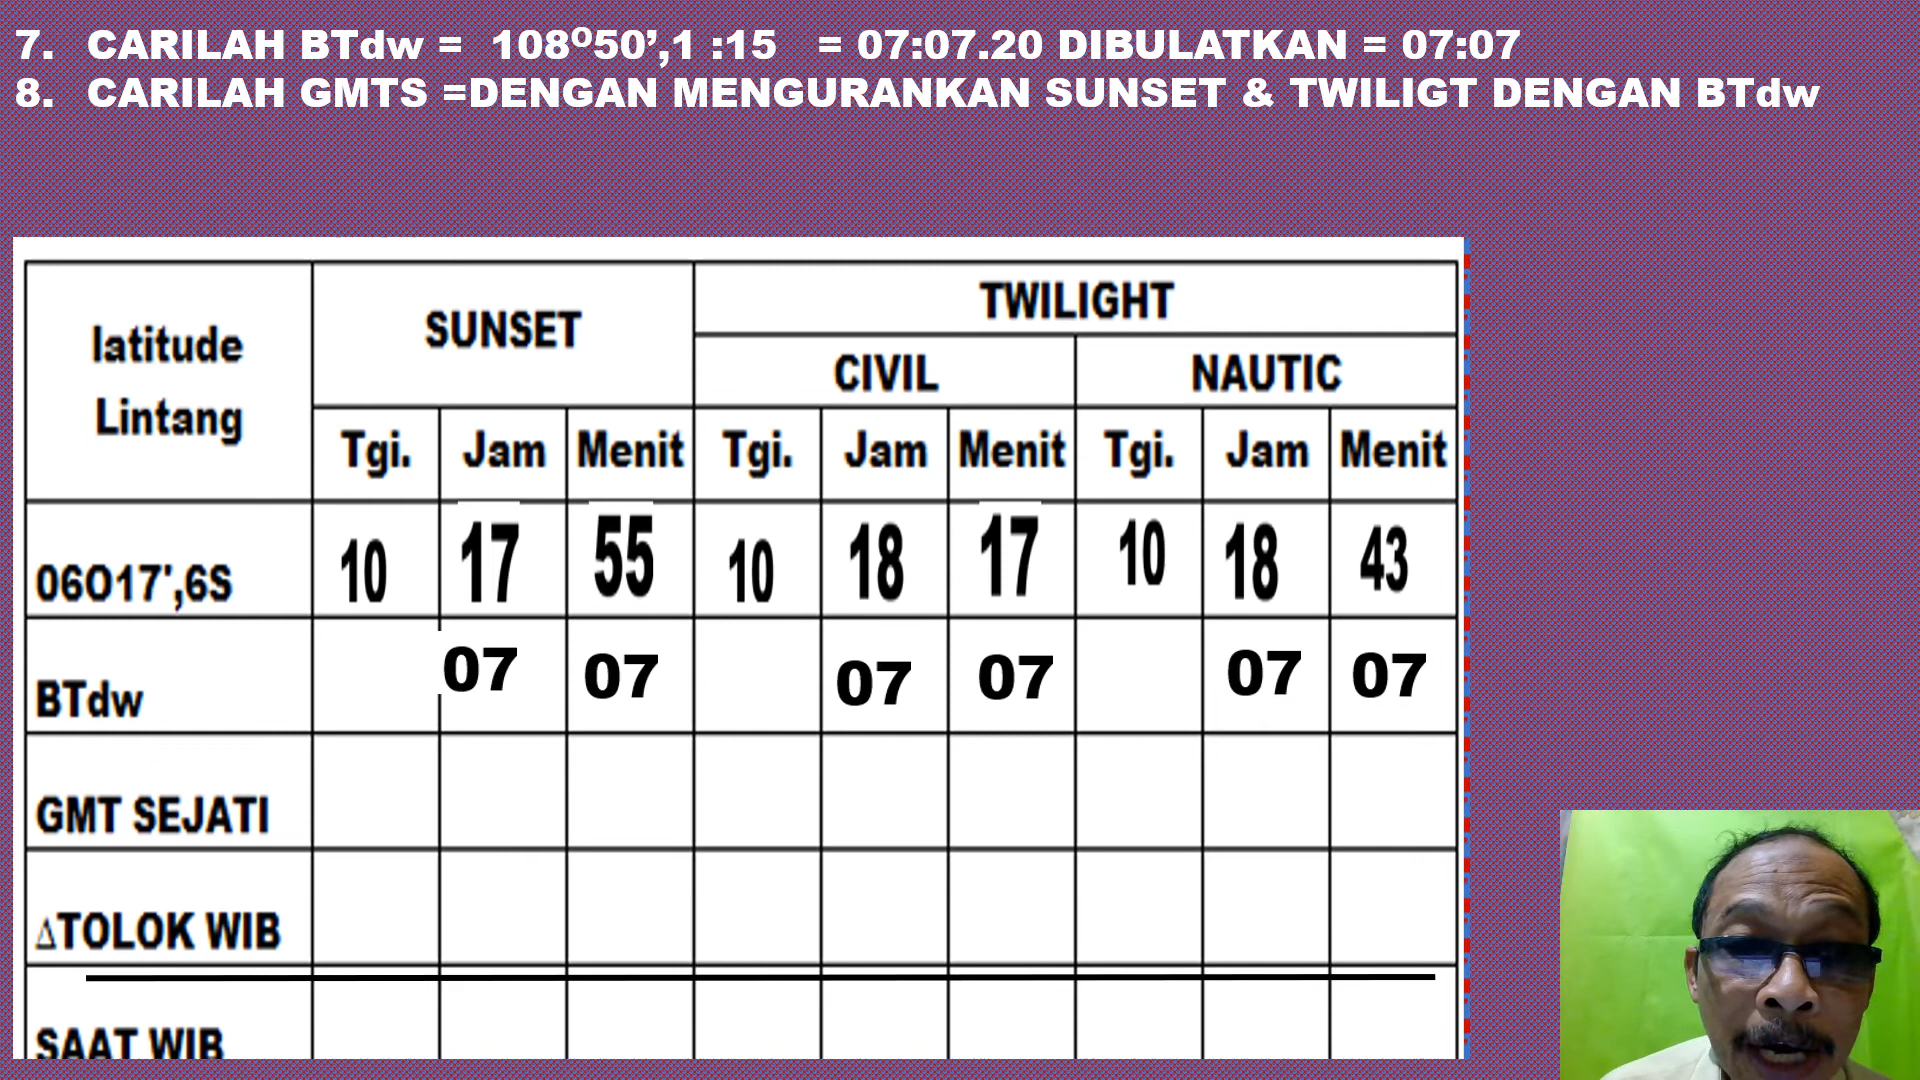 7. CARILAH BTdw = 108⁰50’,1 :15 = 07:07.20 DIBULATKAN = 07:07
8. CARILAH GMTS =DENGAN MENGURANKAN SUNSET & TWILIGT DENGAN BTdw
latitude Lintang SUNSET TWILIGHT
CIVIL NAUTIC
Tgi. Jam Menit Tgi. Jam Menit Tgi. Jam Menit
06O17',6S 10 17 55 10 18 17 10 18 43
BTdw 07 07 07 07 07 07
GMT SEJATI
∆TOLOK WIB
SAAT WIB